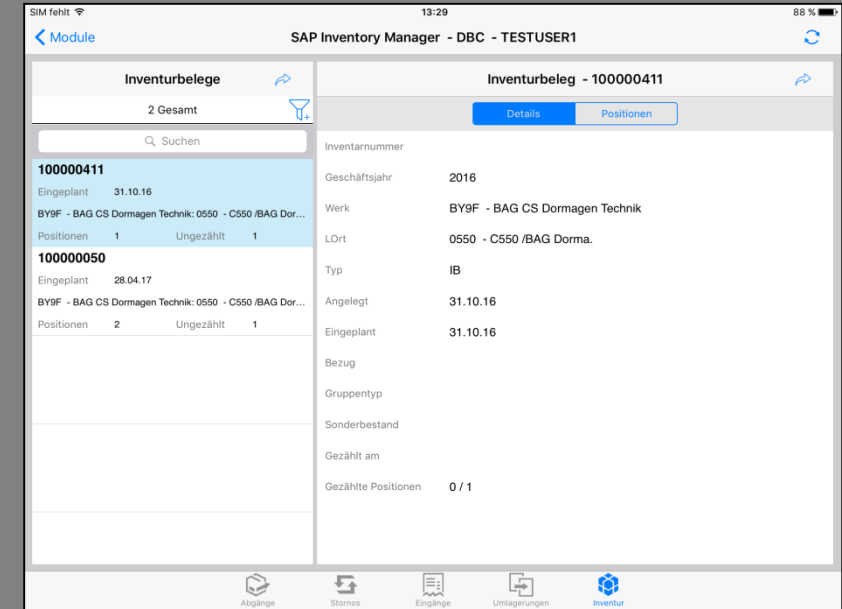 SIM fehlt 13:29 88 %
Module SAP Inventory Manager - DBC - TESTUSER1
Inventurbelege
2 Gesamt
Suchen
100000411
Eingeplant 31.10.16
BY9F - BAG CS Dormagen Technik: 0550 - C550 /BAG Dor...
Positionen 1 Ungezählt 1
100000050
Eingeplant 28.04.17
BY9F - BAG CS Dormagen Technik: 0550 - C550 /BAG Dor...
Positionen 2 Ungezählt 1
Inventurbeleg - 100000411
Details Positionen
Inventarnummer
Geschäftsjahr 2016
Werk BY9F - BAG CS Dormagen Technik
LOrt 0550 - C550 /BAG Dorma.
Typ IB
Angelegt 31.10.16
Eingeplant 31.10.16
Bezug
Gruppentyp
Sonderbestand
Gezählt am
Gezählte Positionen 0 / 1
Abgänge Stornos Eingänge Umlagerungen Inventur